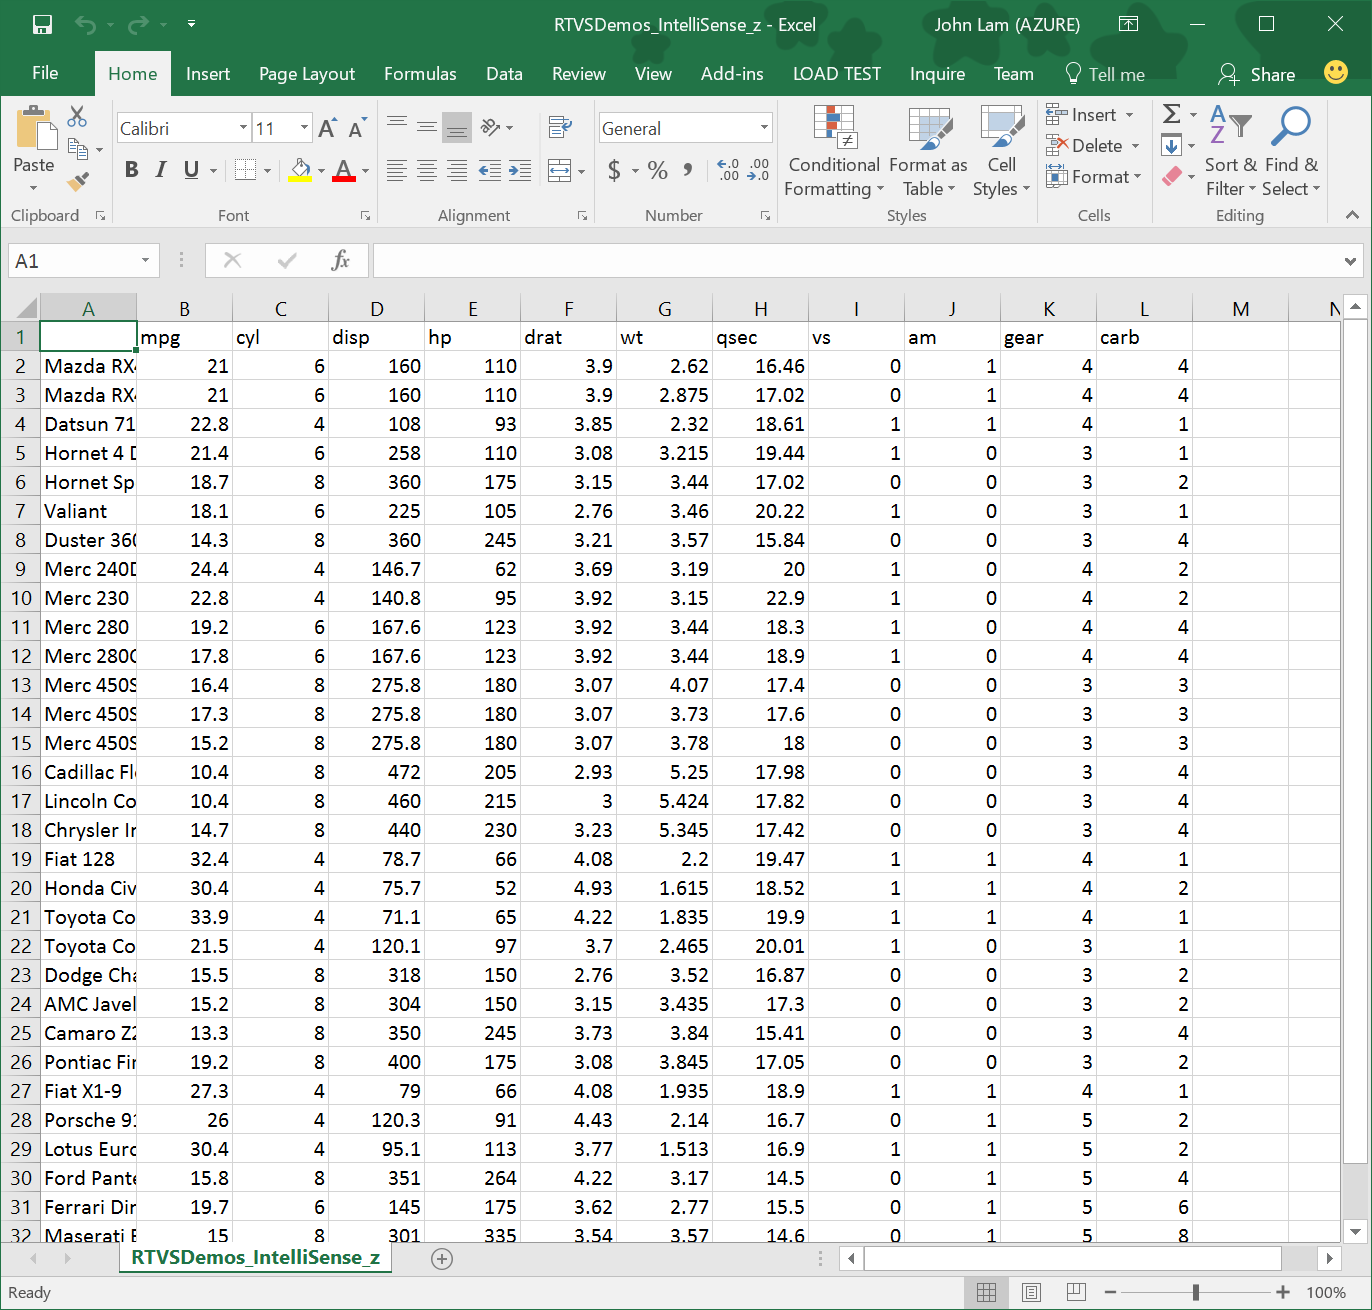 RTVSDemos_IntelliSense_z - Excel
John Lam (AZURE)
File Home Insert Page Layout Formulas Data Review View Add-ins LOAD TEST Inquire Team Tell me Share
Paste
Calibri 11 A A
B I U A
General
$ % , .0 .00 .00 .0
Conditional Formatting
Format as Table
Cell Styles
Insert
Delete
Format
Σ A Z
Sort & Filter
Find & Select
Clipboard Font Alignment Number Styles Cells Editing
A1 fx
A B C D E F G H I J K L M N
1 mpg cyl disp hp drat wt qsec vs am gear carb
2 Mazda RX4 21 6 160 110 3.9 2.62 16.46 0 1 4 4
3 Mazda RX4 21 6 160 110 3.9 2.875 17.02 0 1 4 4
4 Datsun 71 22.8 4 108 93 3.85 2.32 18.61 1 1 4 1
5 Hornet 4 D 21.4 6 258 110 3.08 3.215 19.44 1 0 3 1
6 Hornet Sp 18.7 8 360 175 3.15 3.44 17.02 0 0 3 2
7 Valiant 18.1 6 225 105 2.76 3.46 20.22 1 0 3 1
8 Duster 360 14.3 8 360 245 3.21 3.57 15.84 0 0 3 4
9 Merc 240D 24.4 4 146.7 62 3.69 3.19 20 1 0 4 2
10 Merc 230 22.8 4 140.8 95 3.92 3.15 22.9 1 0 4 2
11 Merc 280 19.2 6 167.6 123 3.92 3.44 18.3 1 0 4 4
12 Merc 280C 17.8 6 167.6 123 3.92 3.44 18.9 1 0 4 4
13 Merc 450S 16.4 8 275.8 180 3.07 4.07 17.4 0 0 3 3
14 Merc 450S 17.3 8 275.8 180 3.07 3.73 17.6 0 0 3 3
15 Merc 450S 15.2 8 275.8 180 3.07 3.78 18 0 0 3 3
16 Cadillac Fl 10.4 8 472 205 2.93 5.25 17.98 0 0 3 4
17 Lincoln Co 10.4 8 460 215 3 5.424 17.82 0 0 3 4
18 Chrysler Ir 14.7 8 440 230 3.23 5.345 17.42 0 0 3 4
19 Fiat 128 32.4 4 78.7 66 4.08 2.2 19.47 1 1 4 1
20 Honda Civ 30.4 4 75.7 52 4.93 1.615 18.52 1 1 4 2
21 Toyota Co 33.9 4 71.1 65 4.22 1.835 19.9 1 1 4 1
22 Toyota Co 21.5 4 120.1 97 3.7 2.465 20.01 1 0 3 1
23 Dodge Cha 15.5 8 318 150 2.76 3.52 16.87 0 0 3 2
24 AMC Javel 15.2 8 304 150 3.15 3.435 17.3 0 0 3 2
25 Camaro Z2 13.3 8 350 245 3.73 3.84 15.41 0 0 3 4
26 Pontiac Fir 19.2 8 400 175 3.08 3.845 17.05 0 0 3 2
27 Fiat X1-9 27.3 4 79 66 4.08 1.935 18.9 1 1 4 1
28 Porsche 91 26 4 120.3 91 4.43 2.14 16.7 0 1 5 2
29 Lotus Euro 30.4 4 95.1 113 3.77 1.513 16.9 1 1 5 2
30 Ford Pante 15.8 8 351 264 4.22 3.17 14.5 0 1 5 4
31 Ferrari Din 19.7 6 145 175 3.62 2.77 15.5 0 1 5 6
32 Maserati B 15 8 301 335 3.54 3.57 14.6 0 1 5 8
RTVSDemos_IntelliSense_z
Ready 100%